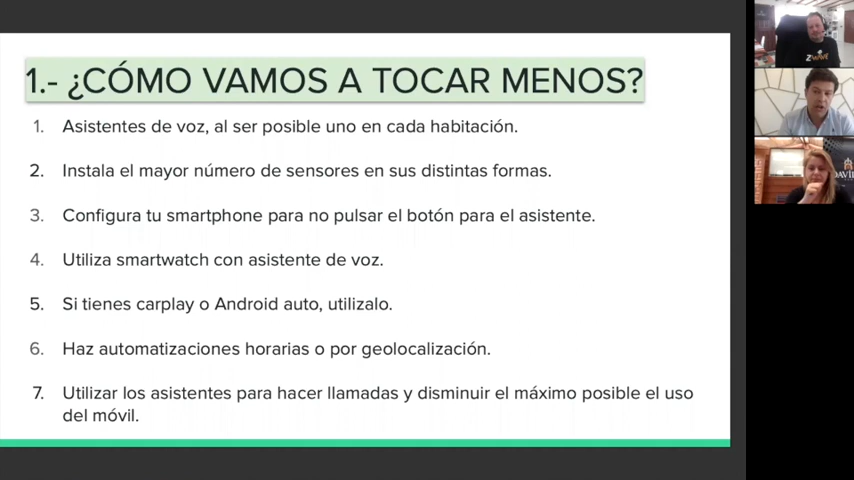 1.- ¿CÓMO VAMOS A TOCAR MENOS?
1. Asistentes de voz, al ser posible uno en cada habitación.
2. Instala el mayor número de sensores en sus distintas formas.
3. Configura tu smartphone para no pulsar el botón para el asistente.
4. Utiliza smartwatch con asistente de voz.
5. Si tienes carplay o Android auto, utilizalo.
6. Haz automatizaciones horarias o por geolocalización.
7. Utilizar los asistentes para hacer llamadas y disminuir el máximo posible el uso
del móvil.